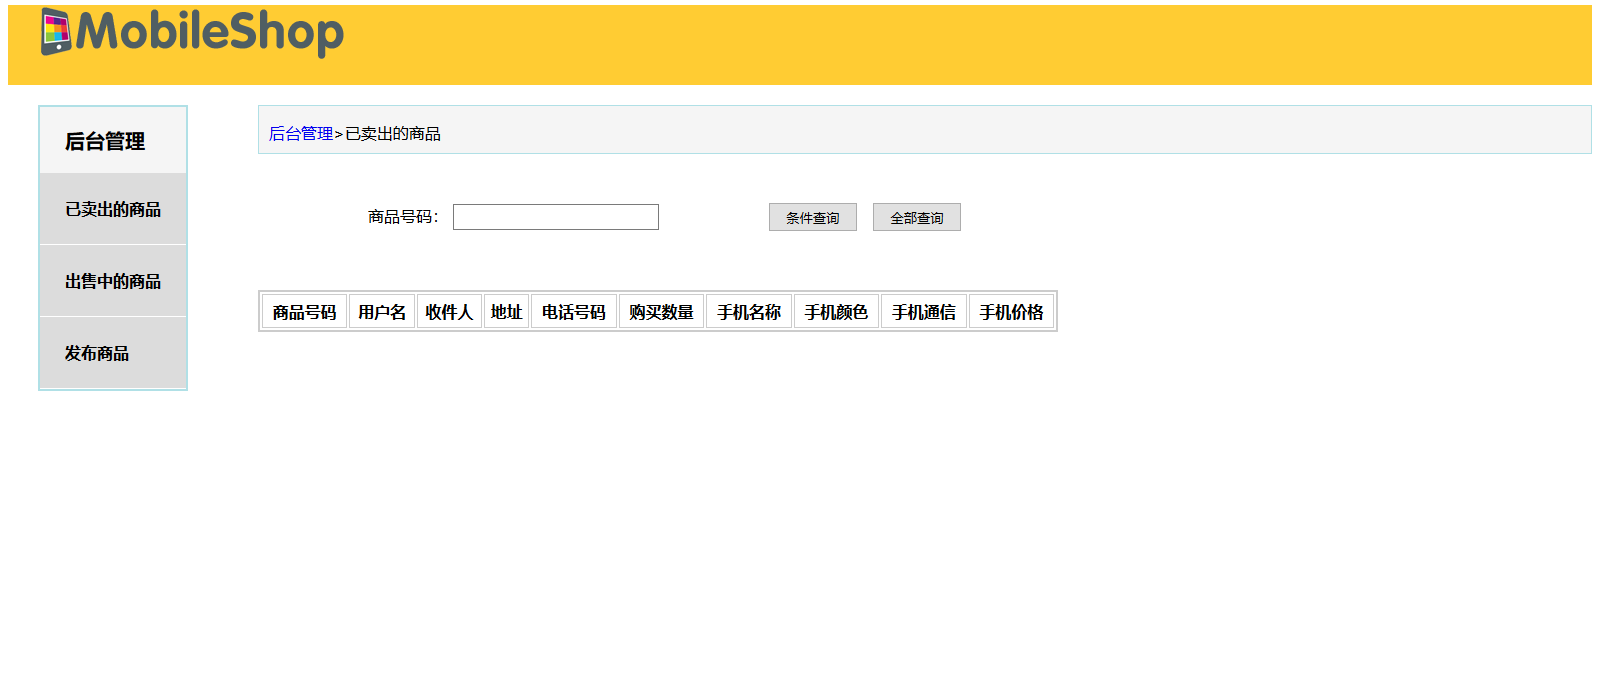 MobileShop
后台管理
已卖出的商品
出售中的商品
发布商品
后台管理>已卖出的商品
商品号码： 条件查询 全部查询
商品号码 用户名 收件人 地址 电话号码 购买数量 手机名称 手机颜色 手机通信 手机价格